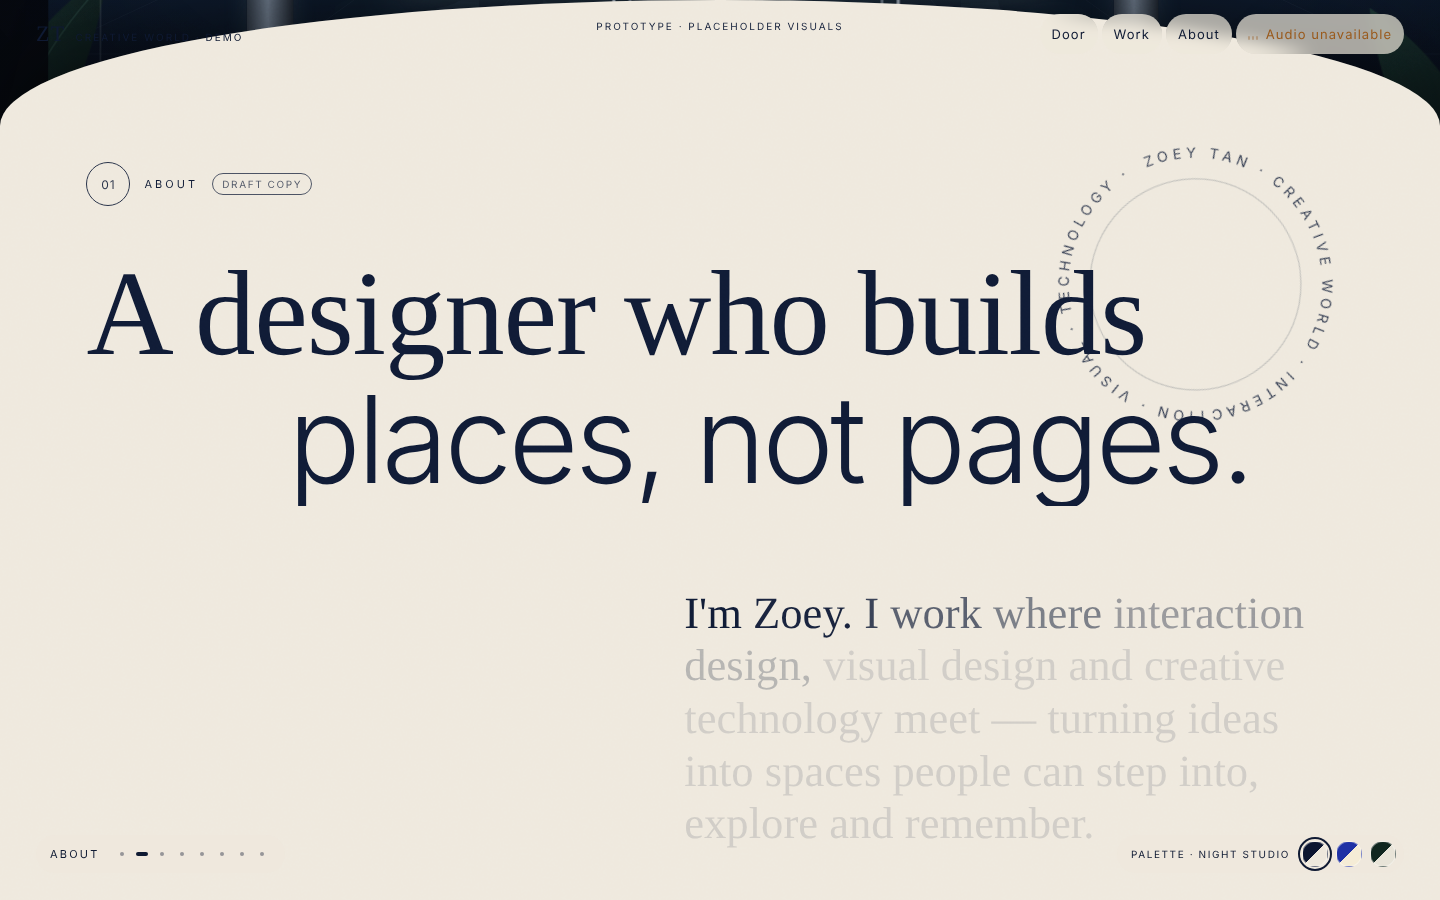 PROTOTYPE · PLACEHOLDER VISUALS
Door
Work
About
Audio unavailable
DEMO
01
ABOUT
DRAFT COPY
ZOEY TAN · CREATIVE WORLD · INTERACTION · VISUAL · TECHNOLOGY ·
A designer who builds
places, not pages.
I'm Zoey. I work where interaction
design, visual design and creative
technology meet — turning ideas
into spaces people can step into,
explore and remember.
ABOUT
PALETTE · NIGHT STUDIO